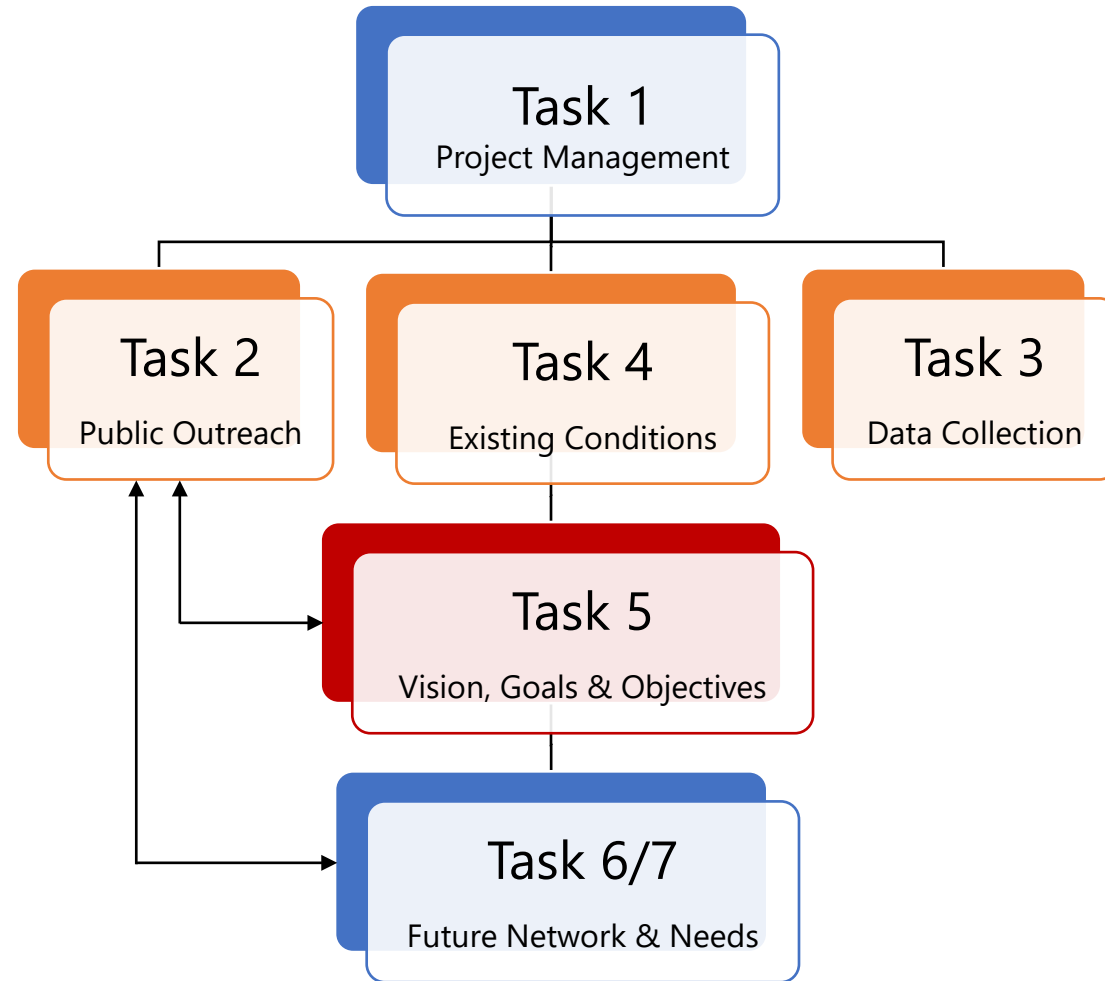 Task 1
Project Management
Task 2
Public Outreach
Task 4
Existing Conditions
Task 3
Data Collection
Task 5
Vision, Goals & Objectives
Task 6/7
Future Network & Needs